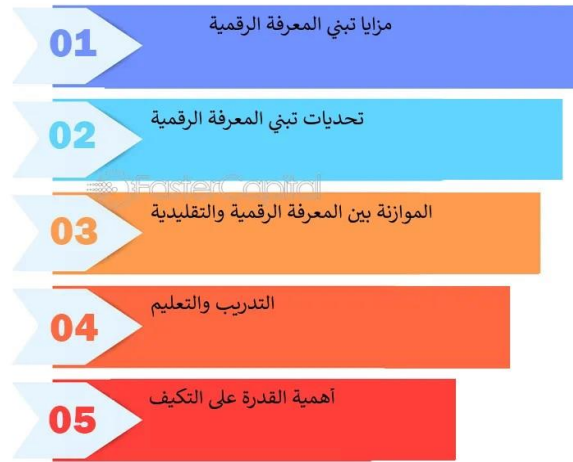 01
مزايا تبني المعرفة الرقمية
02
تحديات تبني المعرفة الرقمية
FasterCapital
03
الموازنة بين المعرفة الرقمية والتقليدية
04
التدريب والتعليم
05
أهمية القدرة على التكيف